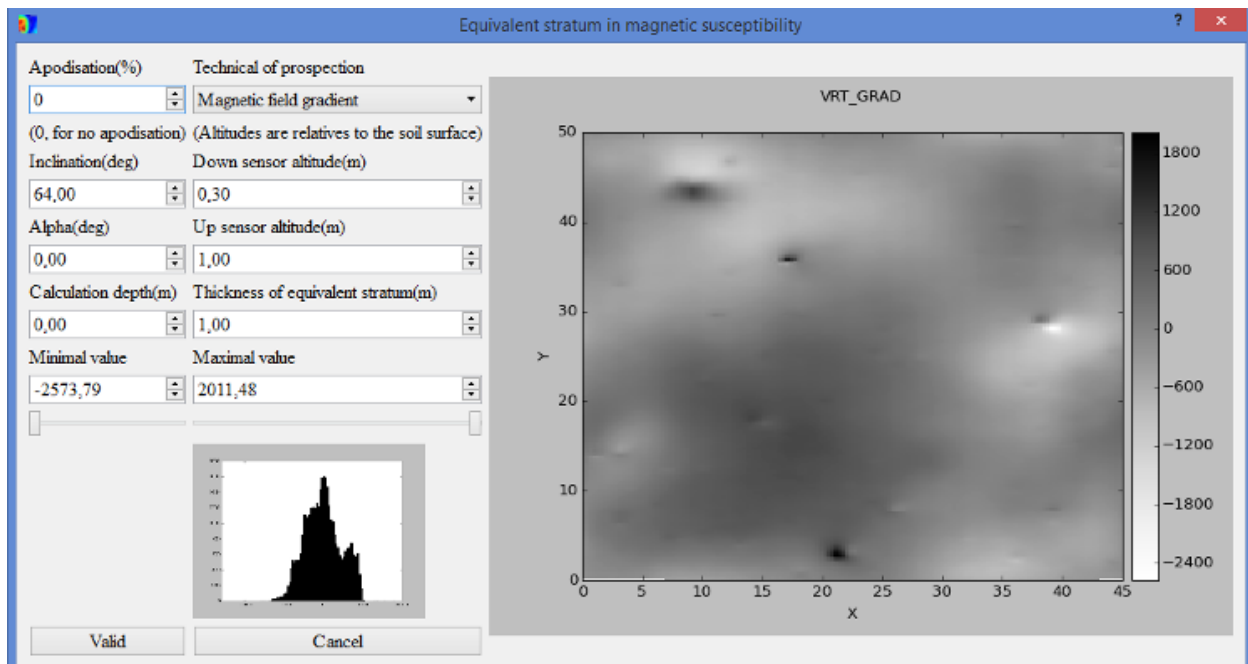 Equivalent stratum in magnetic susceptibility
?
×
Apodisation(%) Technical of prospection
0 Magnetic field gradient
(0, for no apodisation) (Altitudes are relatives to the soil surface)
Inclination(deg) Down sensor altitude(m)
64,00 0,30
Alpha(deg) Up sensor altitude(m)
0,00 1,00
Calculation depth(m) Thickness of equivalent stratum(m)
0,00 1,00
Minimal value Maximal value
-2573,79 2011,48
Valid Cancel
VRT_GRAD
50
40
30
20
10
0
Y
0 5 10 15 20 25 30 35 40 45
X
1800
1200
600
0
−600
−1200
−1800
−2400